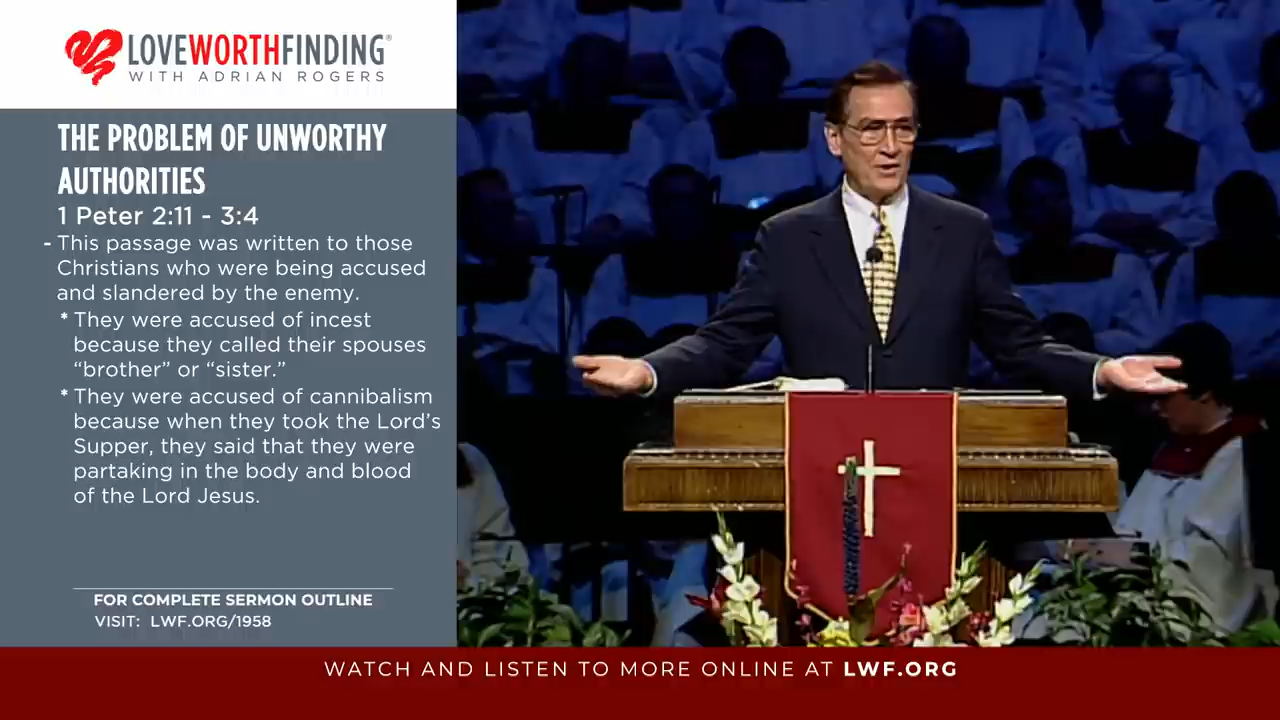 LOVEWORTHFINDING®
WITH ADRIAN ROGERS
THE PROBLEM OF UNWORTHY
AUTHORITIES
1 Peter 2:11 - 3:4
- This passage was written to those
Christians who were being accused
and slandered by the enemy.
* They were accused of incest
because they called their spouses
“brother” or “sister.”
* They were accused of cannibalism
because when they took the Lord’s
Supper, they said that they were
partaking in the body and blood
of the Lord Jesus.
FOR COMPLETE SERMON OUTLINE
VISIT: LWF.ORG/1958
WATCH AND LISTEN TO MORE ONLINE AT LWF.ORG